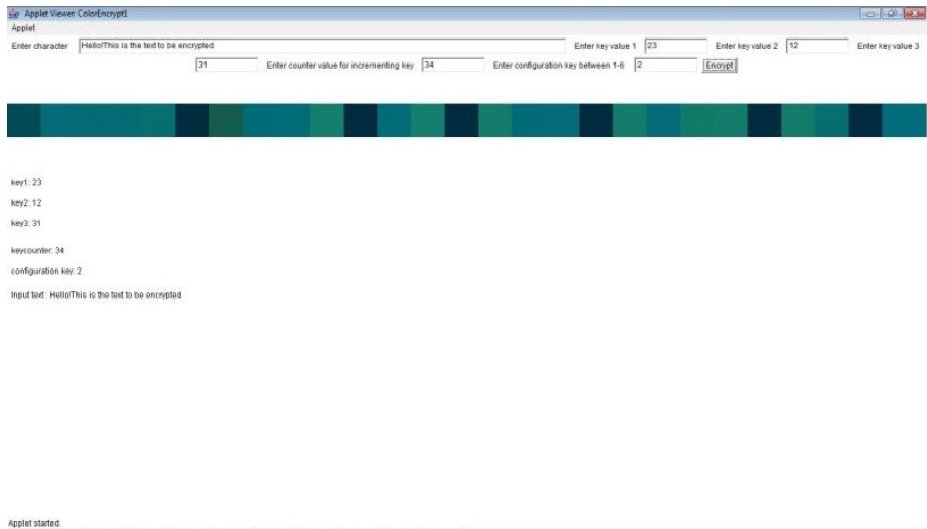 Applet Viewer: ColorEncrypt1
Applet
Enter character Hello!This is the text to be encrypted Enter key value 1 23 Enter key value 2 12 Enter key value 3
31 Enter counter value for incrementing key 34 Enter configuration key between 1-6 2 Encrypt
key1: 23
key2: 12
key3: 31
keycounter: 34
configuration key: 2
Input text : Hello!This is the text to be encrypted
Applet started.